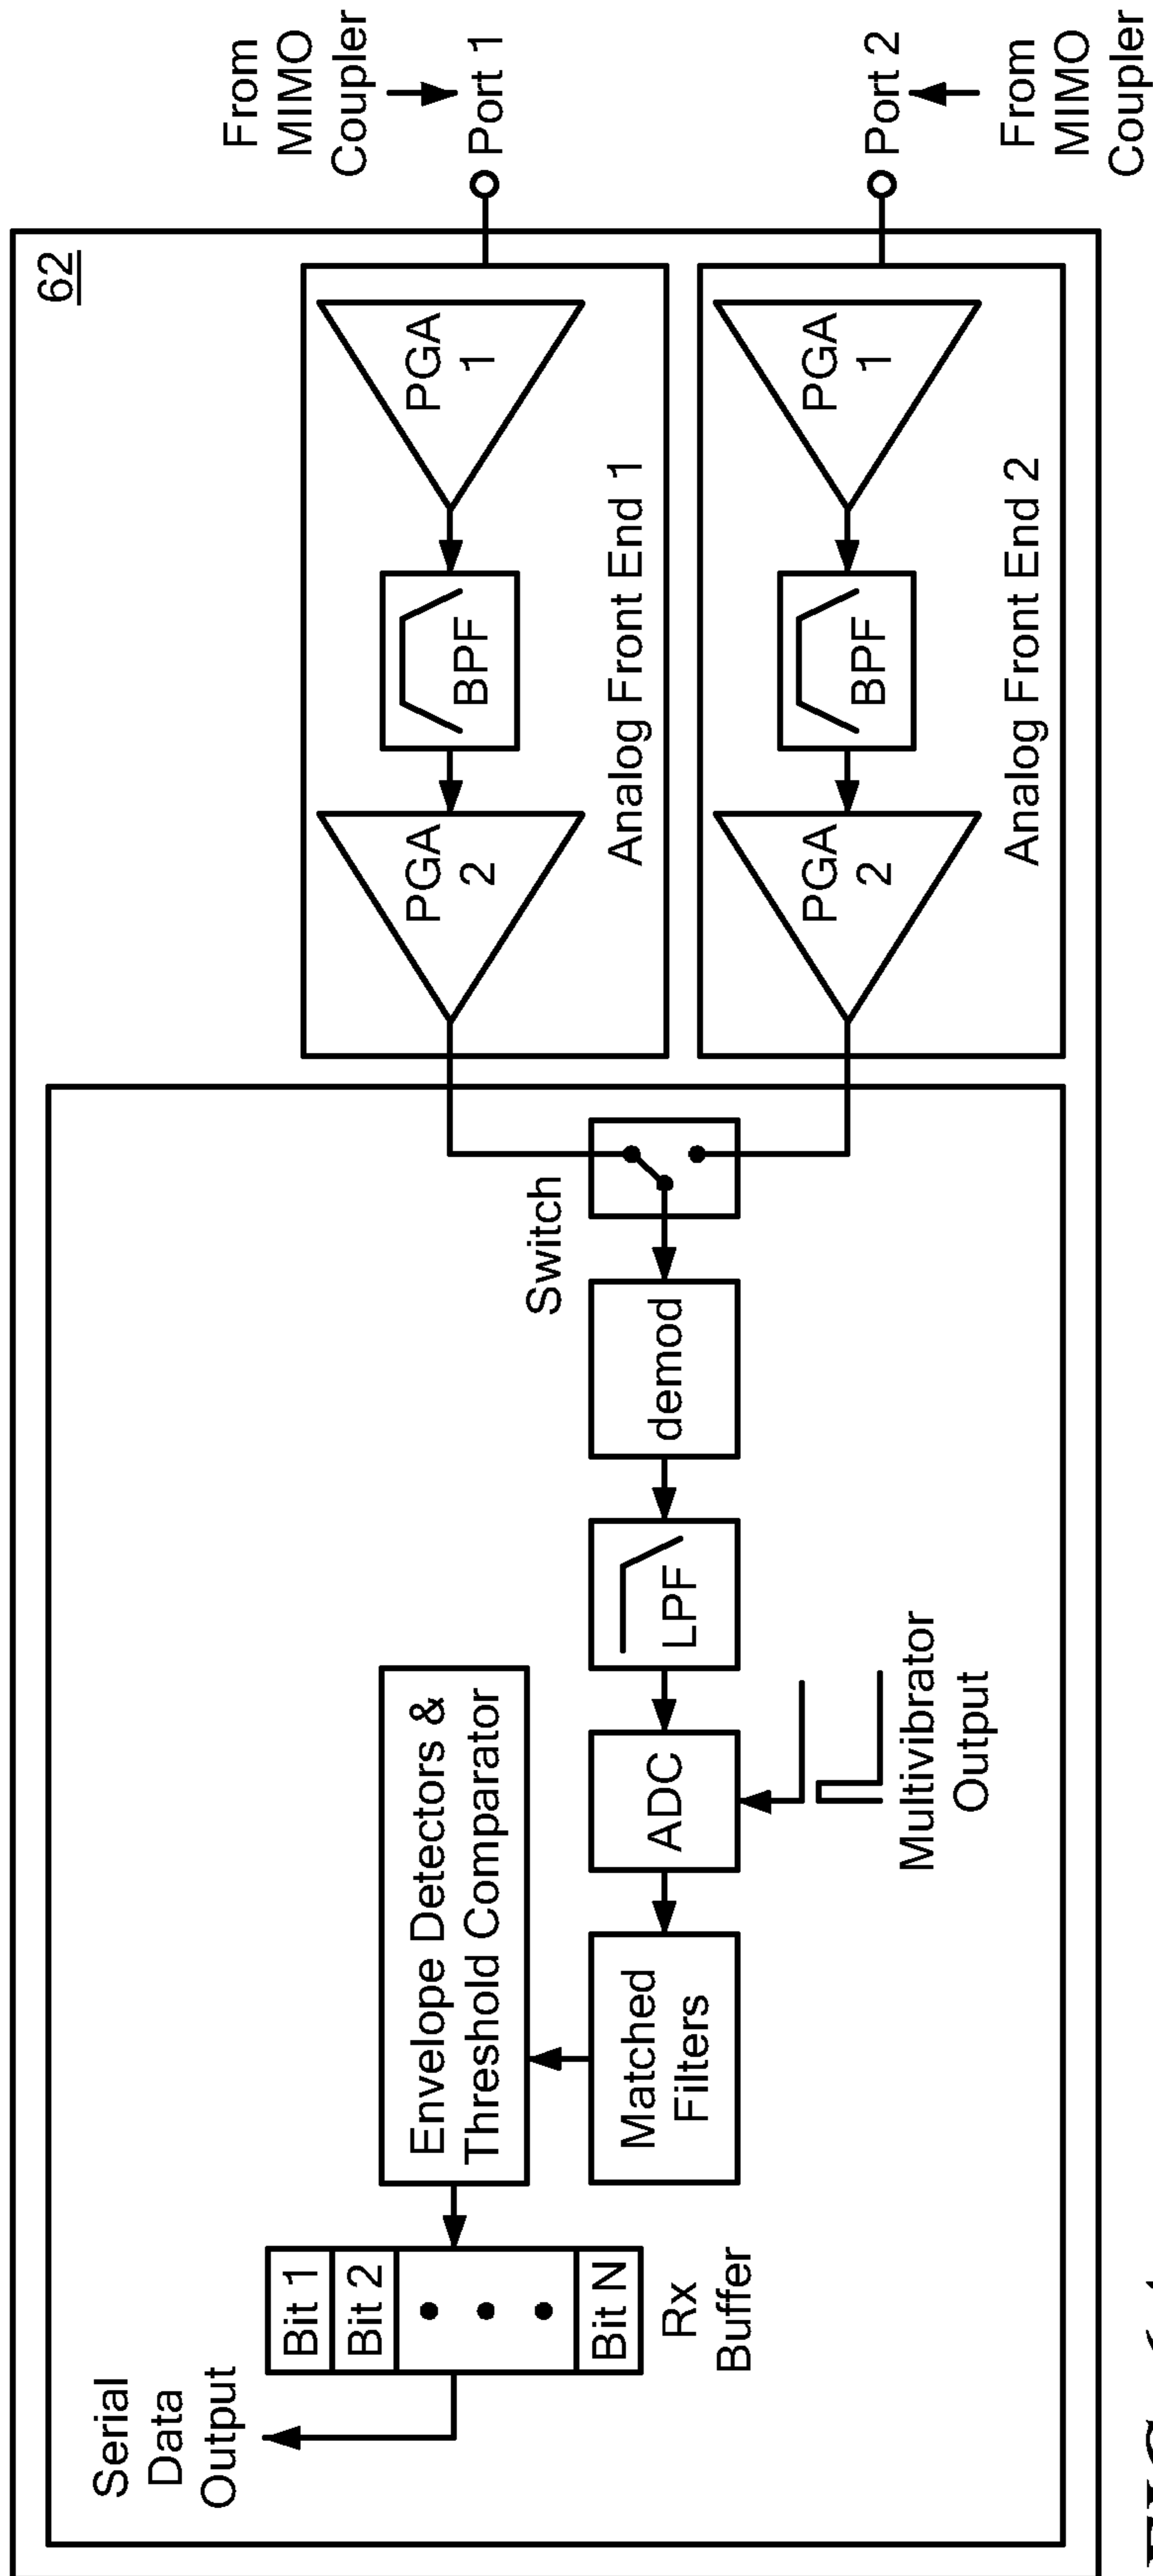 62
From
MIMO
Coupler
Port 1
PGA
1
BPF
PGA
2
Analog Front End 1
Port 2
From
MIMO
Coupler
PGA
1
BPF
PGA
2
Analog Front End 2
Switch
demod
LPF
ADC
Multivibrator
Output
Matched
Filters
Envelope Detectors &
Threshold Comparator
Bit 1
Bit 2
Bit N
Rx
Buffer
Serial
Data
Output